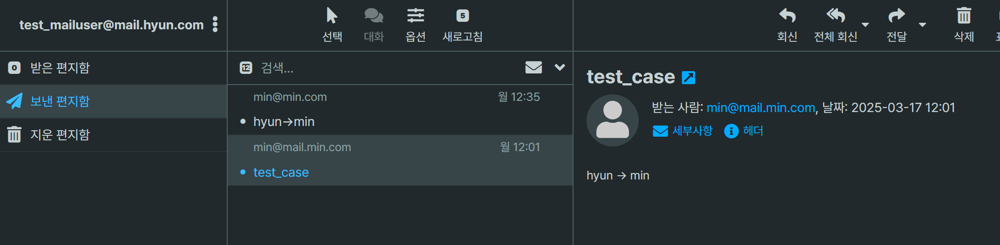 test_mailuser@mail.hyun.com
선택
대화
옵션
5
새로고침
회신
전체 회신
전달
삭제
0
받은 편지함
보낸 편지함
지운 편지함
12
검색...
min@min.com
월 12:35
hyun→min
min@mail.min.com
월 12:01
test_case
test_case
받는 사람: min@mail.min.com, 날짜: 2025-03-17 12:01
세부사항
헤더
hyun → min